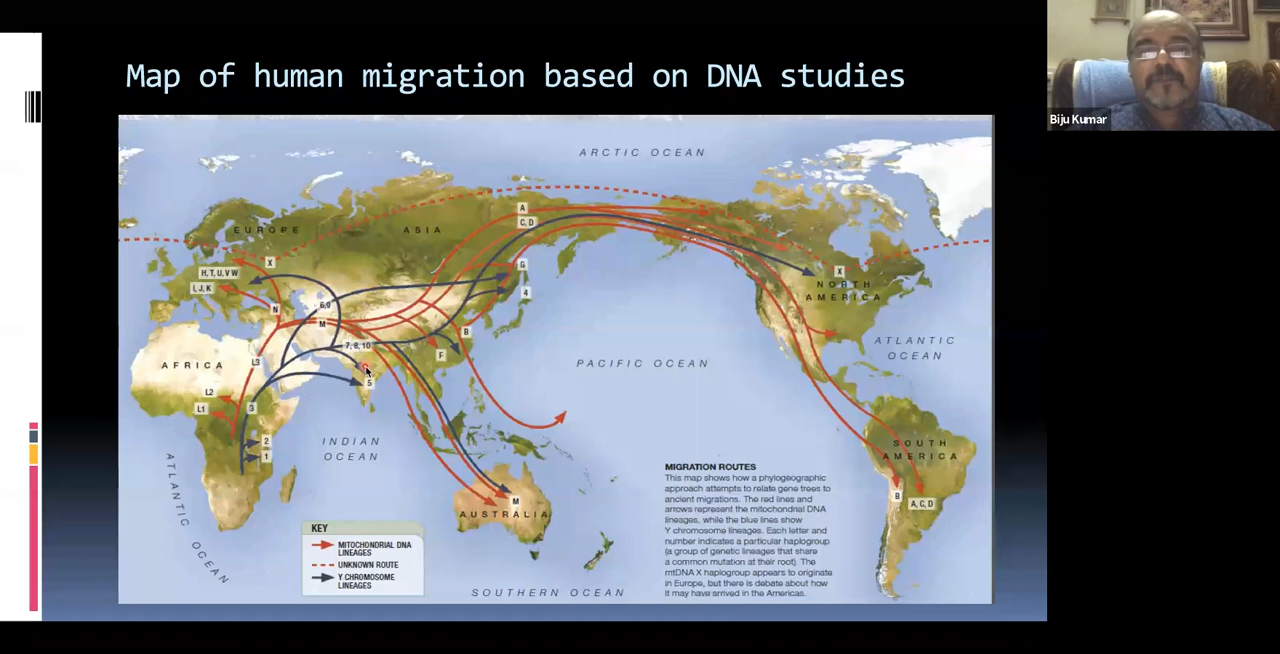 Map of human migration based on DNA studies
Biju Kumar
ARCTIC OCEAN
EUROPE
ASIA
A
C, D
X
H, T, U, V W
I, J, K
G
X
NORTH
AMERICA
N
6,9
4
M
B
ATLANTIC
OCEAN
7, 8, 10
F
AFRICA
L3
PACIFIC OCEAN
5
L2
L1
3
2
1
INDIAN
OCEAN
SOUTH
AMERICA
ATLANTIC OCEAN
M
AUSTRALIA
B
A, C, D
MIGRATION ROUTES
This map shows how a phylogeographic
approach attempts to relate gene trees to
ancient migrations. The red lines and
arrows represent the mitochondrial DNA
lineages, while the blue lines show
Y chromosome lineages. Each letter and
number indicates a particular haplogroup
(a group of genetic lineages that share
a common mutation at their root). The
mtDNA X haplogroup appears to originate
in Europe, but there is debate about how
it may have arrived in the Americas.
KEY
MITOCHONDRIAL DNA
LINEAGES
UNKNOWN ROUTE
Y CHROMOSOME
LINEAGES
SOUTHERN OCEAN